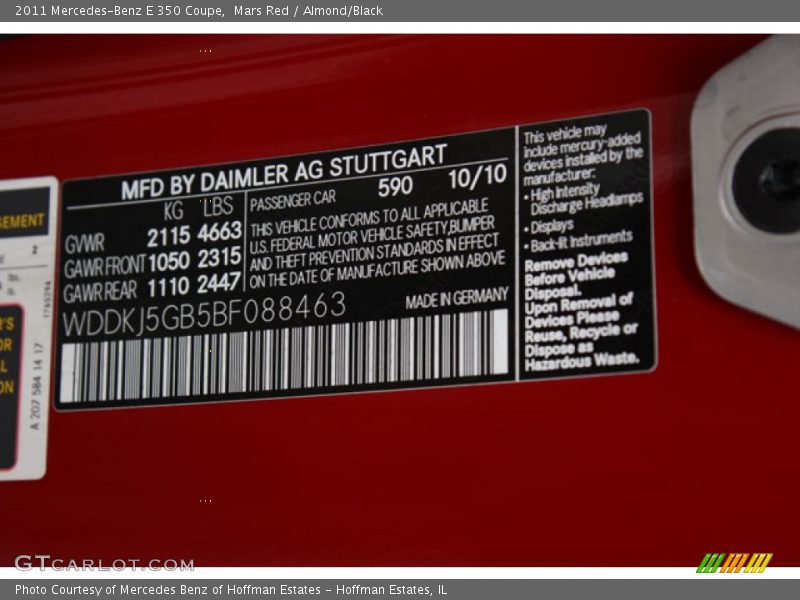 2011 Mercedes-Benz E 350 Coupe,  Mars Red / Almond/Black
MFD BY DAIMLER AG STUTTGART
KG LBS
GVWR 2115 4663
GAWR FRONT 1050 2315
GAWR REAR 1110 2447
PASSENGER CAR 590 10/10
THIS VEHICLE CONFORMS TO ALL APPLICABLE
U.S. FEDERAL MOTOR VEHICLE SAFETY, BUMPER
AND THEFT PREVENTION STANDARDS IN EFFECT
ON THE DATE OF MANUFACTURE SHOWN ABOVE
WDDKJ5GB5BF088463
MADE IN GERMANY
This vehicle may
include mercury-added
devices installed by the
manufacturer:
• High Intensity
Discharge Headlamps
• Displays
• Back-lit Instruments
Remove Devices
Before Vehicle
Disposal.
Upon Removal of
Devices Please
Reuse, Recycle or
Dispose as
Hazardous Waste.
SEMENT
2
1765294
A 207 584 14 17
R'S
OR
L
ON
GTCARLOT.COM
Photo Courtesy of Mercedes Benz of Hoffman Estates - Hoffman Estates, IL